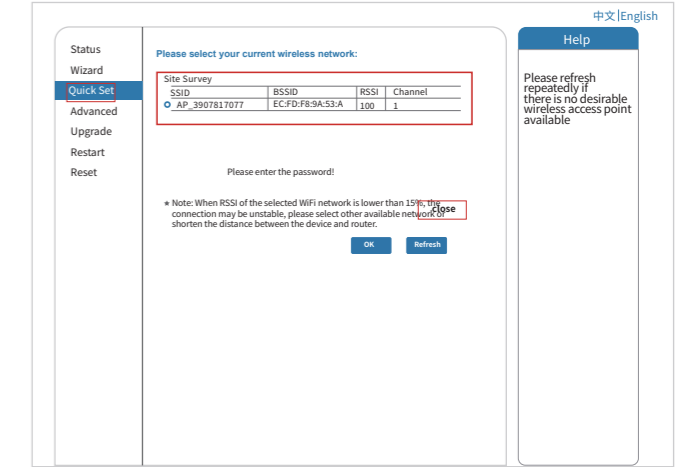 中文|English
Status
Wizard
Quick Set
Advanced
Upgrade
Restart
Reset
Please select your current wireless network:
Site Survey
SSID BSSID RSSI Channel
AP_3907817077 EC:FD:F8:9A:53:A 100 1
Please enter the password!
* Note: When RSSI of the selected WiFi network is lower than 15%, the
connection may be unstable, please select other available network or
shorten the distance between the device and router.
close
OK Refresh
Help
Please refresh
repeatedly if
there is no desirable
wireless access point
available